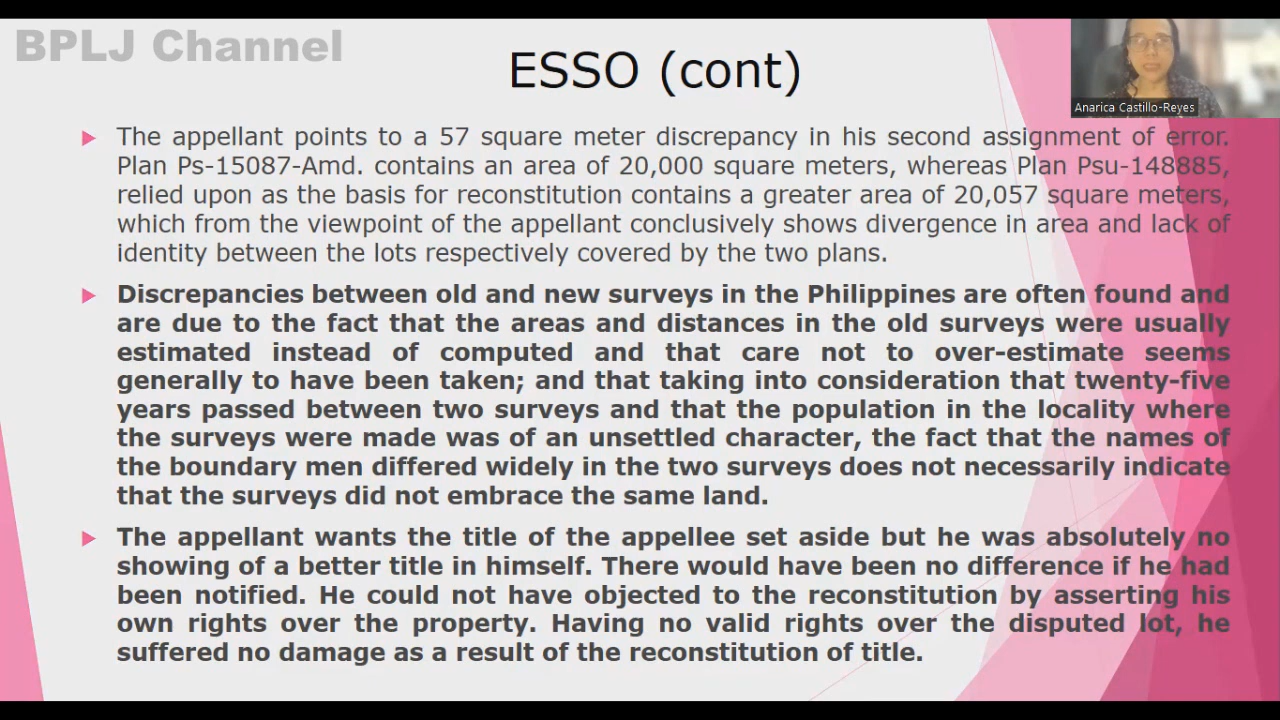 BPLJ Channel
ESSO (cont)
Anarica Castillo-Reyes
The appellant points to a 57 square meter discrepancy in his second assignment of error.
Plan Ps-15087-Amd. contains an area of 20,000 square meters, whereas Plan Psu-148885,
relied upon as the basis for reconstitution contains a greater area of 20,057 square meters,
which from the viewpoint of the appellant conclusively shows divergence in area and lack of
identity between the lots respectively covered by the two plans.
Discrepancies between old and new surveys in the Philippines are often found and
are due to the fact that the areas and distances in the old surveys were usually
estimated instead of computed and that care not to over-estimate seems
generally to have been taken; and that taking into consideration that twenty-five
years passed between two surveys and that the population in the locality where
the surveys were made was of an unsettled character, the fact that the names of
the boundary men differed widely in the two surveys does not necessarily indicate
that the surveys did not embrace the same land.
The appellant wants the title of the appellee set aside but he was absolutely no
showing of a better title in himself. There would have been no difference if he had
been notified. He could not have objected to the reconstitution by asserting his
own rights over the property. Having no valid rights over the disputed lot, he
suffered no damage as a result of the reconstitution of title.